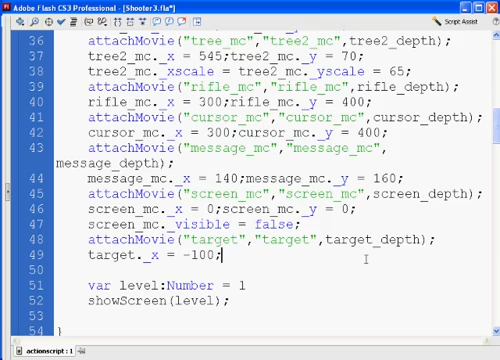 Adobe Flash CS3 Professional - [Shooter3.fla*]
Script Assist
36 attachMovie("tree_mc","tree2_mc",tree2_depth);
37 tree2_mc._x = 545;tree2_mc._y = 70;
38 tree2_mc._xscale = tree2_mc._yscale = 65;
39 attachMovie("rifle_mc","rifle_mc",rifle_depth);
40 rifle_mc._x = 300;rifle_mc._y = 400;
41 attachMovie("cursor_mc","cursor_mc",cursor_depth);
42 cursor_mc._x = 300;cursor_mc._y = 400;
43 attachMovie("message_mc","message_mc",
message_depth);
44 message_mc._x = 140;message_mc._y = 160;
45 attachMovie("screen_mc","screen_mc",screen_depth);
46 screen_mc._x = 0;screen_mc._y = 0;
47 screen_mc._visible = false;
48 attachMovie("target","target",target_depth);
49 target._x = -100;
50
51 var level:Number = 1
52 showScreen(level);
53
54 }
actionscript : 1